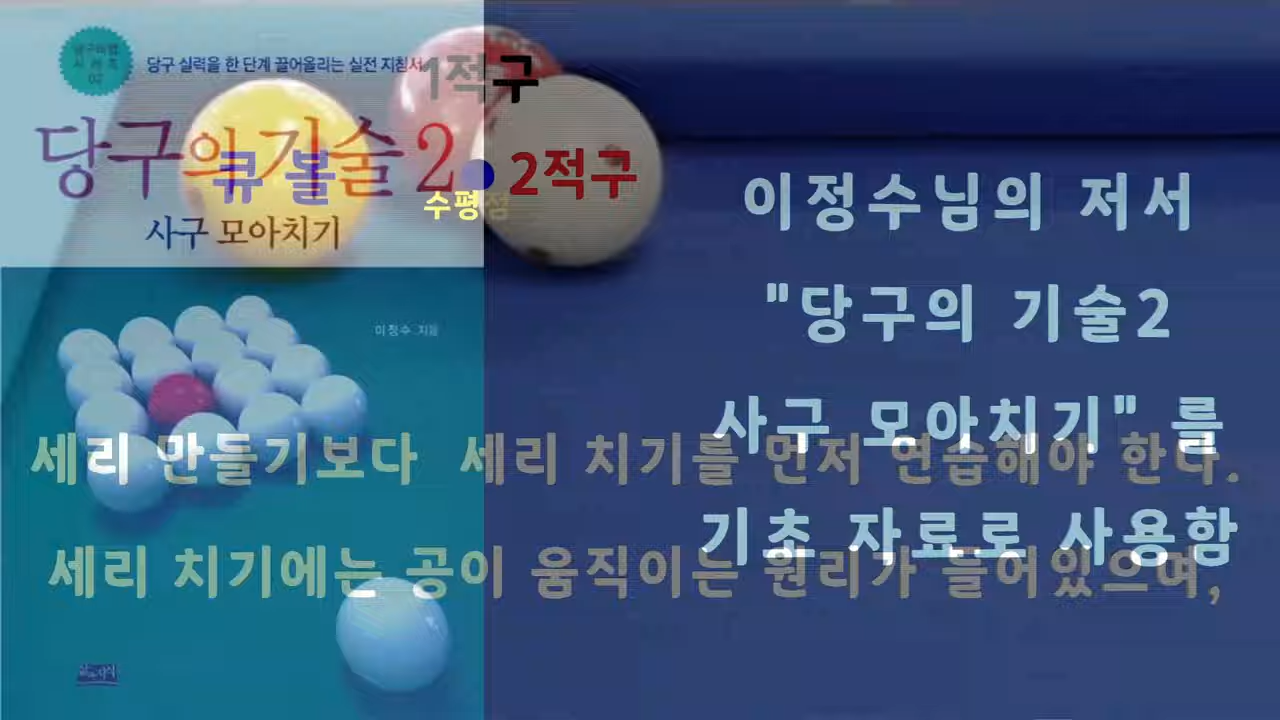 당구비법
시리즈
02
당구 실력을 한 단계 끌어올리는 실전 지침서
당구의 기술 2
사구 모아치기
이정수 지음
1적구
큐 볼
2적구
수평점
이정수님의 저서
"당구의 기술2
사구 모아치기" 를
기초 자료로 사용함
세리 만들기보다 세리 치기를 먼저 연습해야 한다.
세리 치기에는 공이 움직이는 원리가 들어있으며,